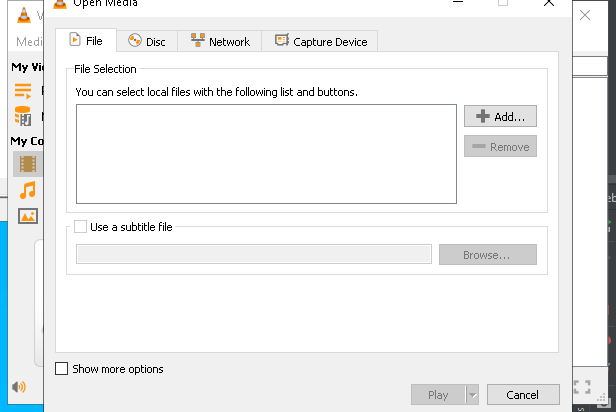 Open Media
Medi
File
Disc
Network
Capture Device
My Vi
File Selection
You can select local files with the following list and buttons.
Add...
Remove
My Co
Use a subtitle file
Browse...
Show more options
Play
Cancel